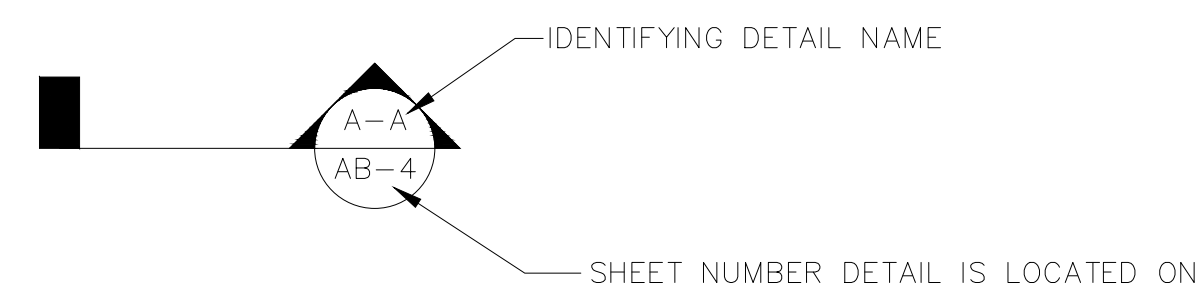 IDENTIFYING DETAIL NAME
A-A
AB-4
SHEET NUMBER DETAIL IS LOCATED ON